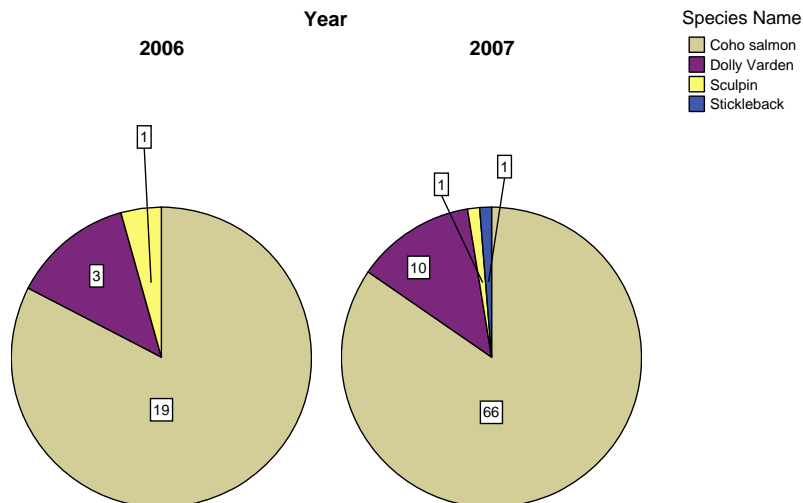 Year
2006
2007
Species Name
Coho salmon
Dolly Varden
Sculpin
Stickleback
1
3
19
1
1
10
66